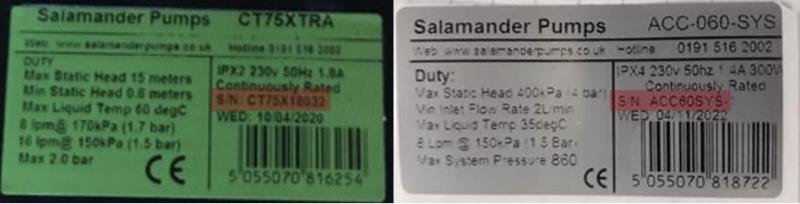 Salamander Pumps CT75XTRA
Web: www.salamanderpumps.co.uk Hotline 0191 516 2002
DUTY
Max Static Head 15 meters
Min Static Head 0.6 meters
Max Liquid Temp 60 degC
8 lpm@ 170kPa (1.7 bar)
16 lpm@ 150kPa (1.5 bar)
Max 2.0 bar
IPX2 230v 50Hz 1.8A
Continuously Rated
S/N: CT75X18032
WED: 10/04/2020
CE
5 055070 816254
Salamander Pumps ACC-060-SYS
Web: www.salamanderpumps.co.uk Hotline 0191 516 2002
Duty:
Max Static Head 400kPa (4 bar)
Min Inlet Flow Rate 2L/min
Max Liquid Temp 35degC
8 Lpm @ 150kPa (1.5 Bar)
Max System Pressure 860
IPX4 230v 50hz 1.4A 300W
Continuously Rated
S/N: ACC60SYS-
WED 04/11/2022
CE
5 055070 818722